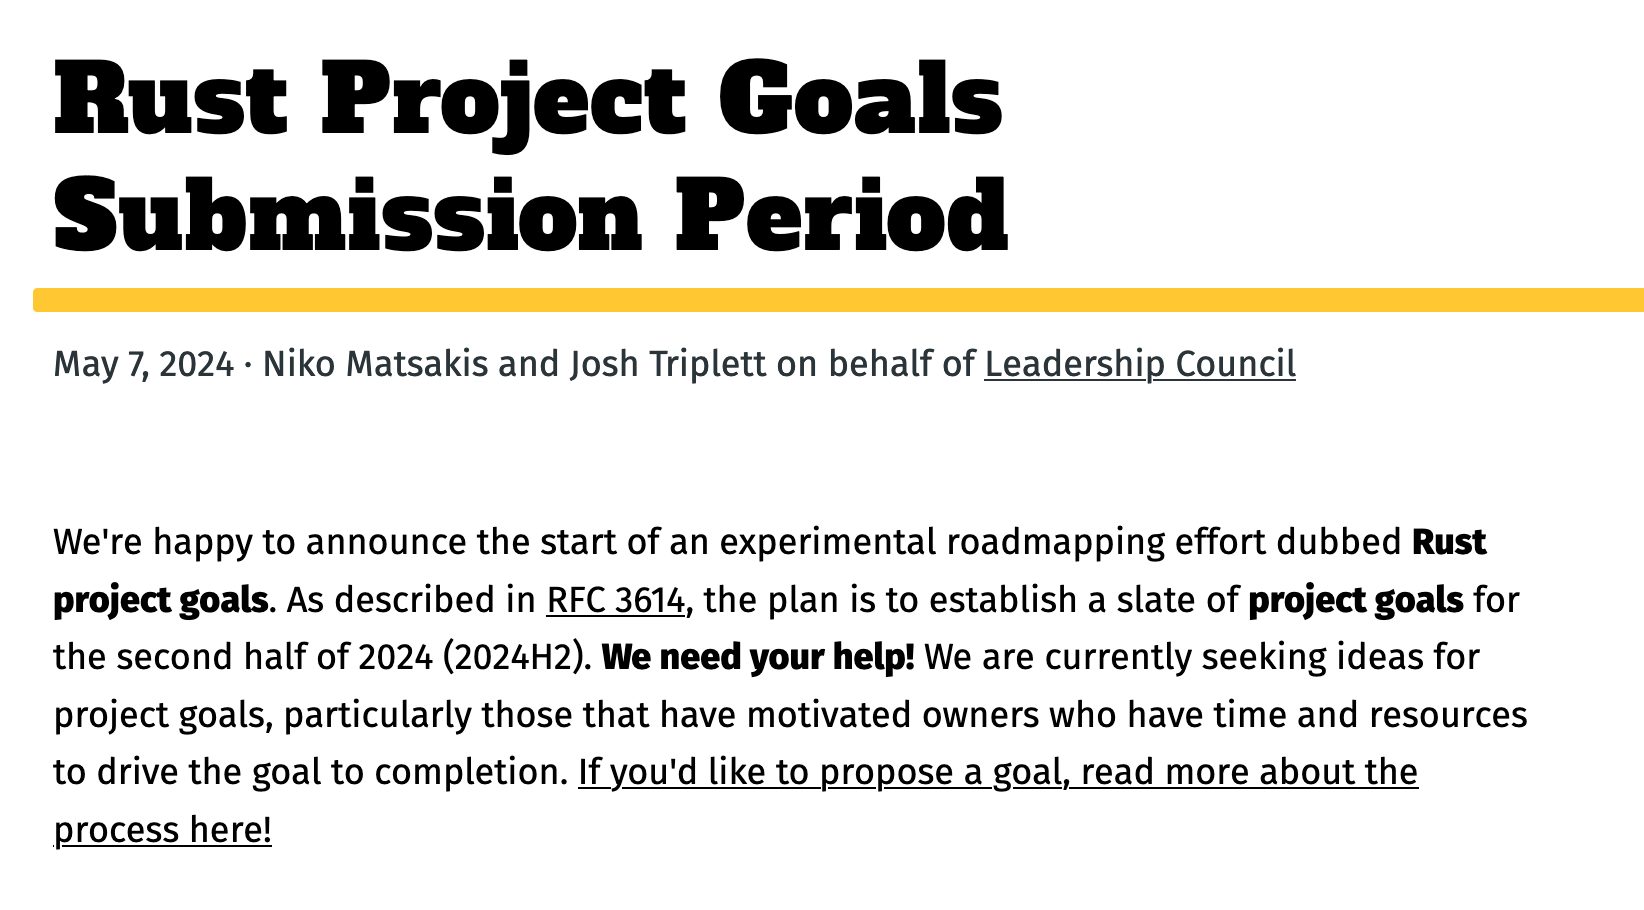 Rust Project Goals
Submission Period
May 7, 2024 · Niko Matsakis and Josh Triplett on behalf of Leadership Council
We're happy to announce the start of an experimental roadmapping effort dubbed Rust
project goals. As described in RFC 3614, the plan is to establish a slate of project goals for
the second half of 2024 (2024H2). We need your help! We are currently seeking ideas for
project goals, particularly those that have motivated owners who have time and resources
to drive the goal to completion. If you'd like to propose a goal, read more about the
process here!